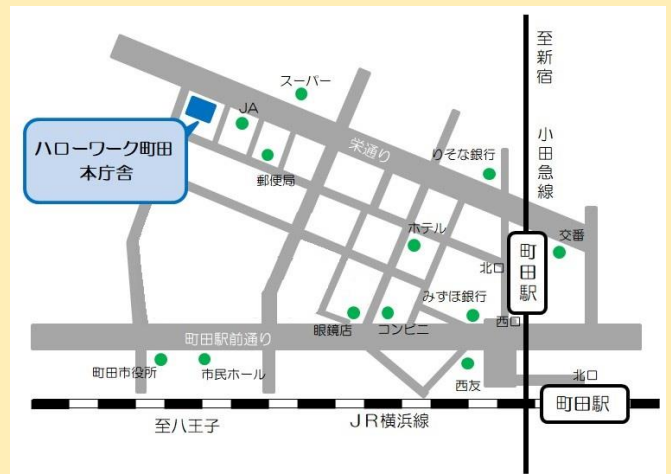 至新宿
小田急線
スーパー
JA
ハローワーク町田
本庁舎
郵便局
栄通り
りそな銀行
ホテル
交番
町田駅
北口
みずほ銀行
西口
町田駅前通り
眼鏡店
コンビニ
町田市役所
市民ホール
西友
北口
町田駅
至八王子
JR横浜線